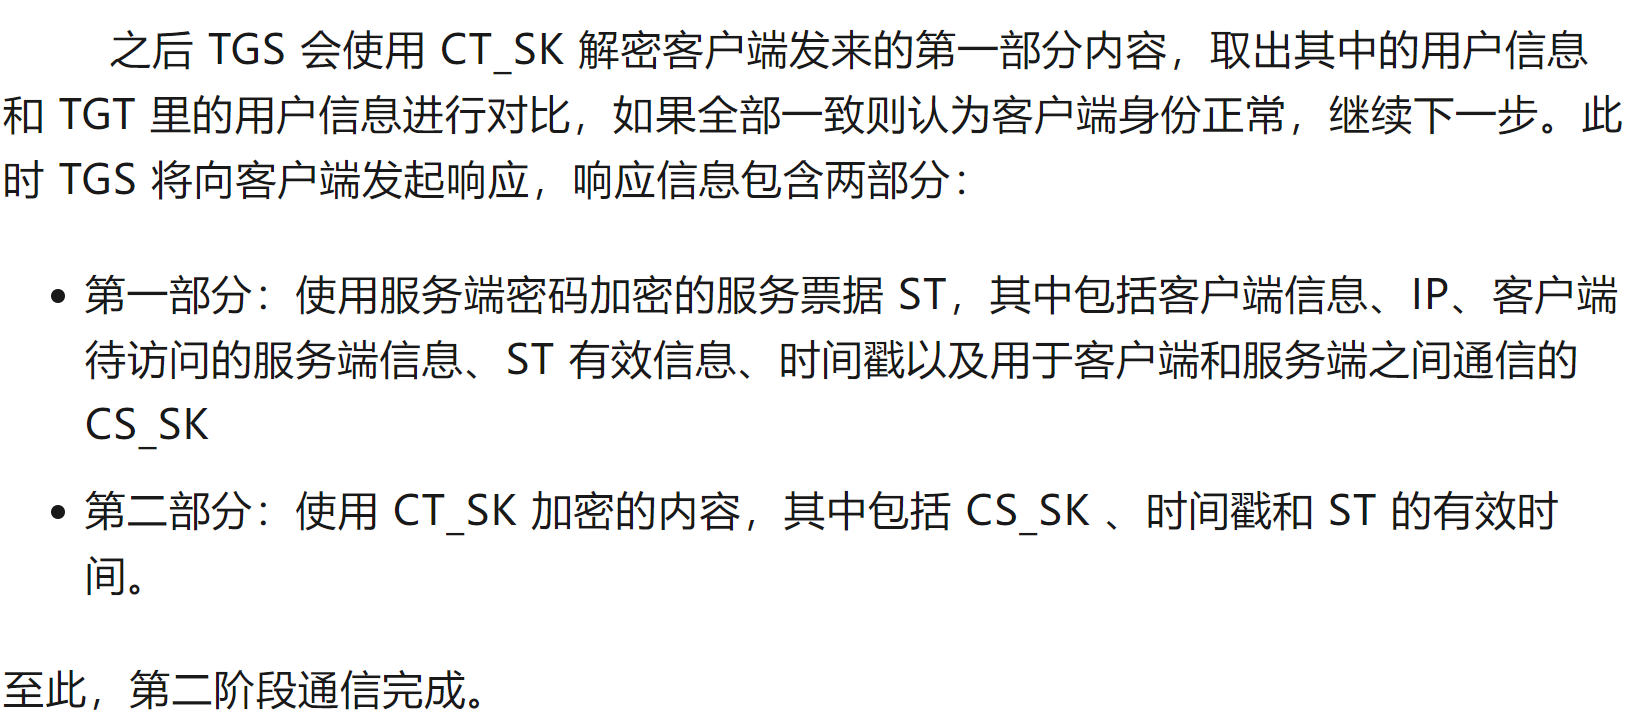 之后 TGS 会使用 CT_SK 解密客户端发来的第一部分内容，取出其中的用户信息
和 TGT 里的用户信息进行对比，如果全部一致则认为客户端身份正常，继续下一步。此
时 TGS 将向客户端发起响应，响应信息包含两部分：
• 第一部分：使用服务端密码加密的服务票据 ST，其中包括客户端信息、IP、客户端
待访问的服务端信息、ST 有效信息、时间戳以及用于客户端和服务端之间通信的
CS_SK
• 第二部分：使用 CT_SK 加密的内容，其中包括 CS_SK 、时间戳和 ST 的有效时
间。
至此，第二阶段通信完成。